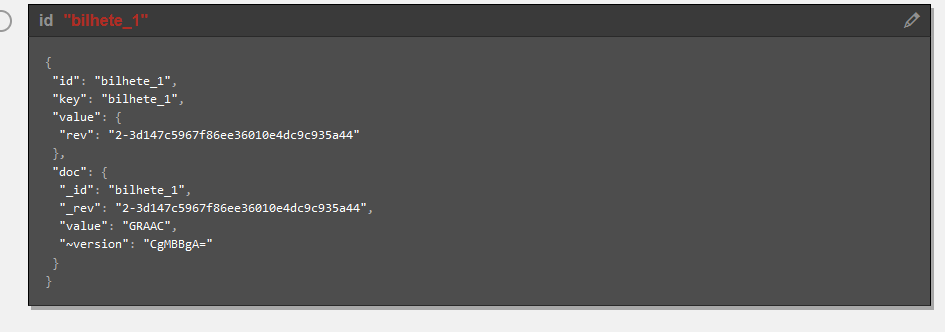 id "bilhete_1"
{
"id": "bilhete_1",
"key": "bilhete_1",
"value": {
"rev": "2-3d147c5967f86ee36010e4dc9c935a44"
},
"doc": {
"_id": "bilhete_1",
"_rev": "2-3d147c5967f86ee36010e4dc9c935a44",
"value": "GRAAC",
"~version": "CgMBBgA="
}
}